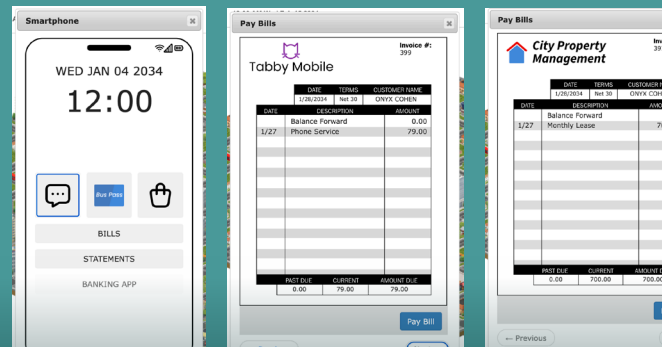 Smartphone
WED JAN 04 2034
12:00
Bus Pass
BILLS
STATEMENTS
BANKING APP
Pay Bills
Tabby Mobile
Invoice #:
399
DATE TERMS CUSTOMER NAME
1/28/2034 Net 30 ONYX COHEN
DATE DESCRIPTION AMOUNT
Balance Forward 0.00
1/27 Phone Service 79.00
PAST DUE CURRENT AMOUNT DUE
0.00 79.00 79.00
Pay Bill
Pay Bills
City Property
Management
DATE TERMS CUSTOMER
1/28/2034 Net 30 ONYX
DATE DESCRIPTION
Balance Forward
1/27 Monthly Lease
PAST DUE CURRENT AMOUNT
0.00 700.00
← Previous